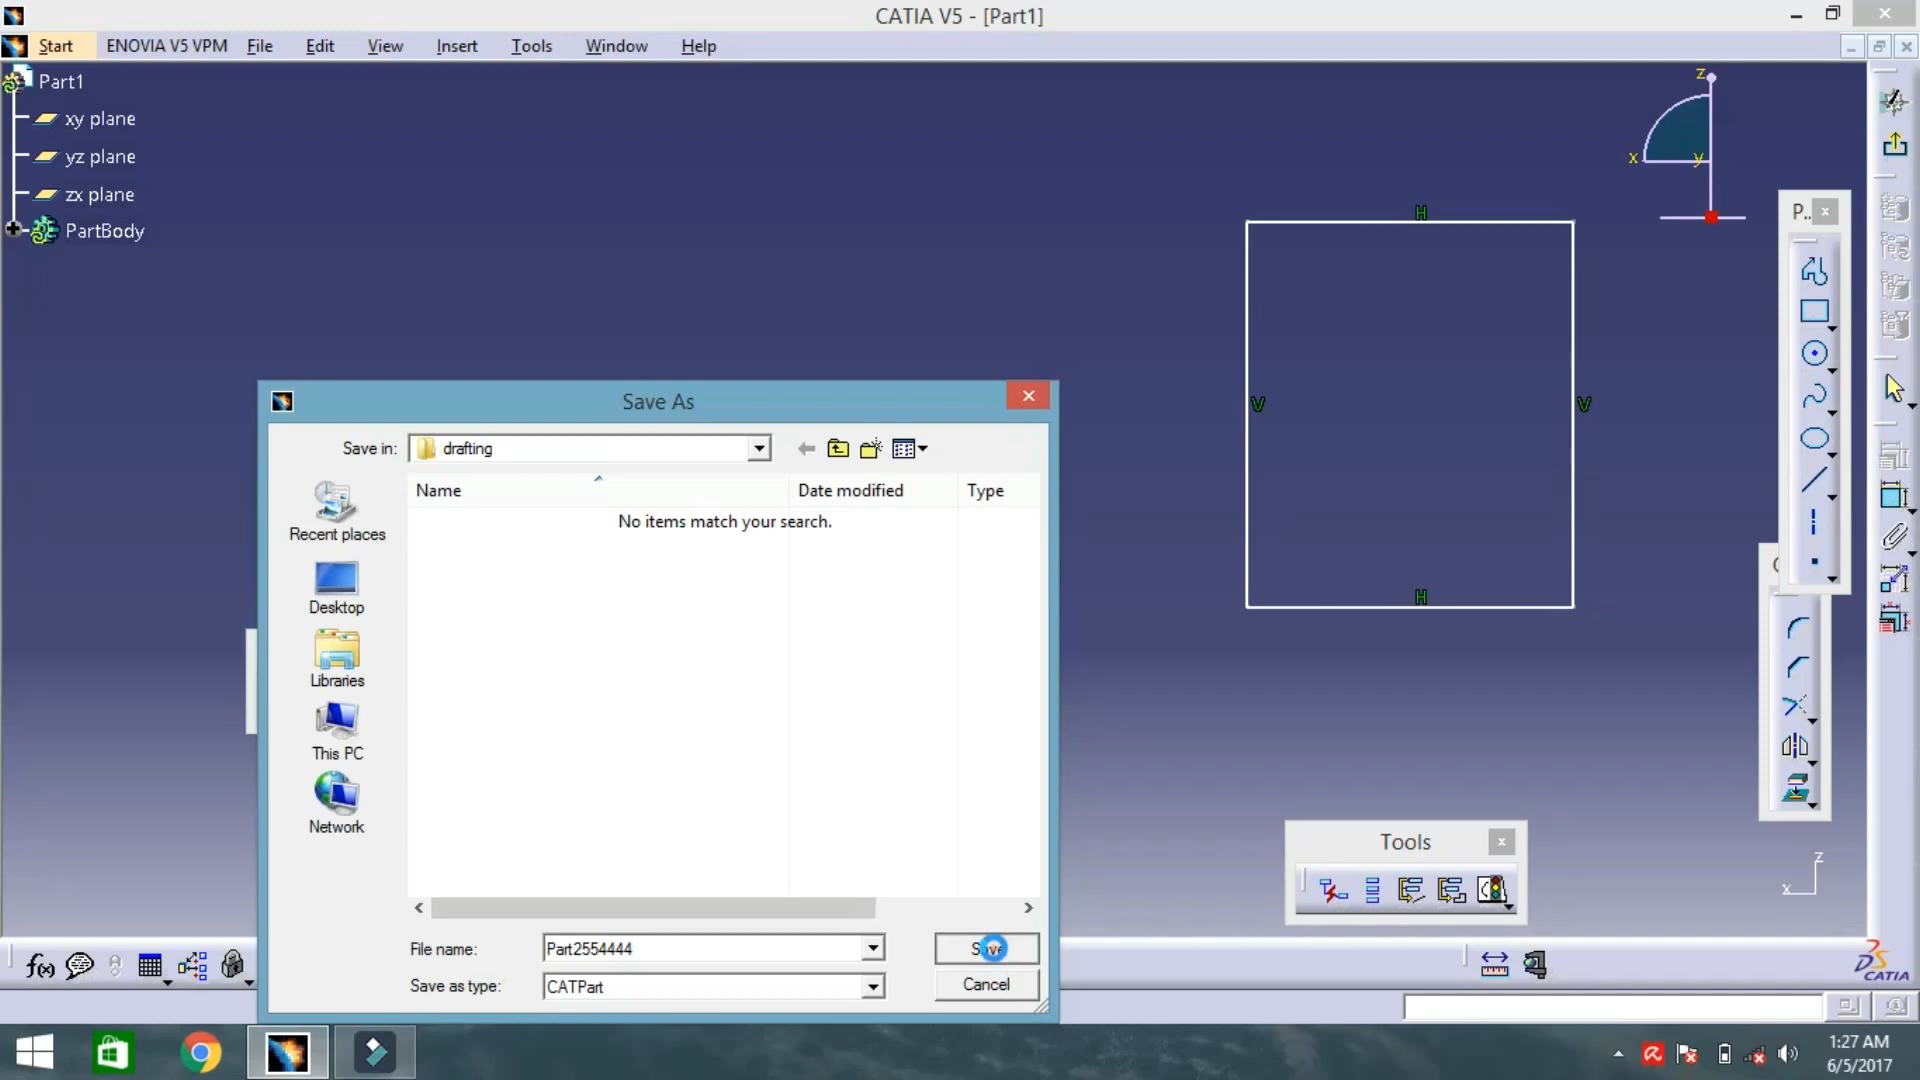 CATIA V5 - [Part1]
Start ENOVIA V5 VPM File Edit View Insert Tools Window Help
Part1
xy plane
yz plane
zx plane
PartBody
z
x
y
H
V
V
H
P..
Save As
Save in: drafting
Name Date modified Type
No items match your search.
Recent places
Desktop
Libraries
This PC
Network
File name: Part2554444
Save
Save as type: CATPart
Cancel
Tools
z
x
f(x)
DS
CATIA
1:27 AM
6/5/2017